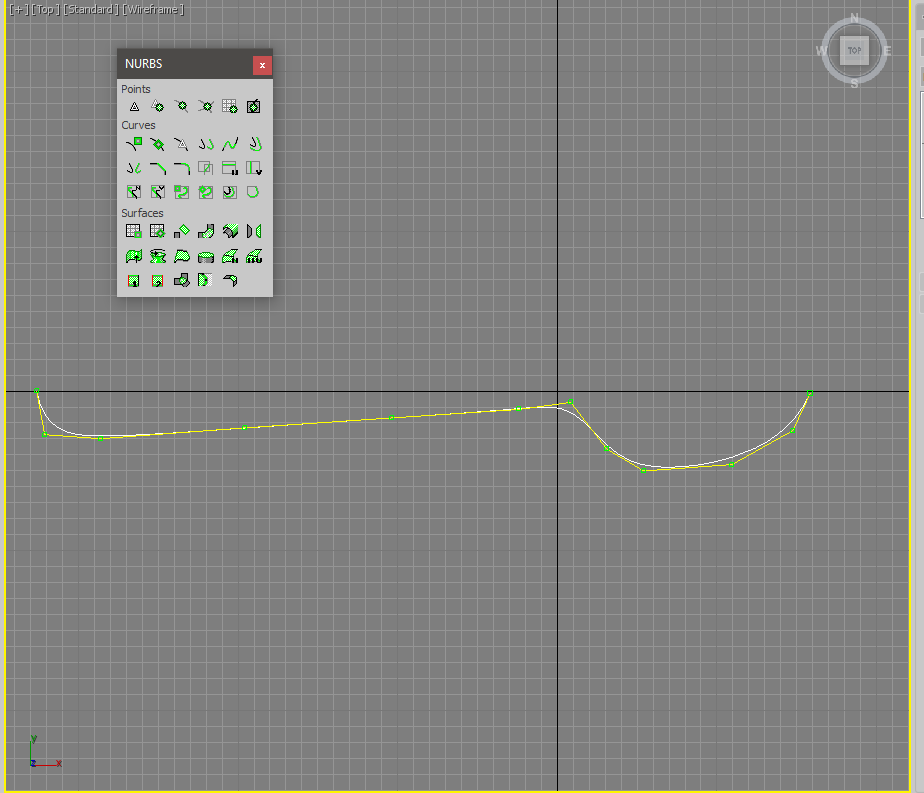 [+] [Top] [Standard] [Wireframe]
NURBS
x
Points
Curves
Surfaces
N
W
TOP
E
S
y
z
x